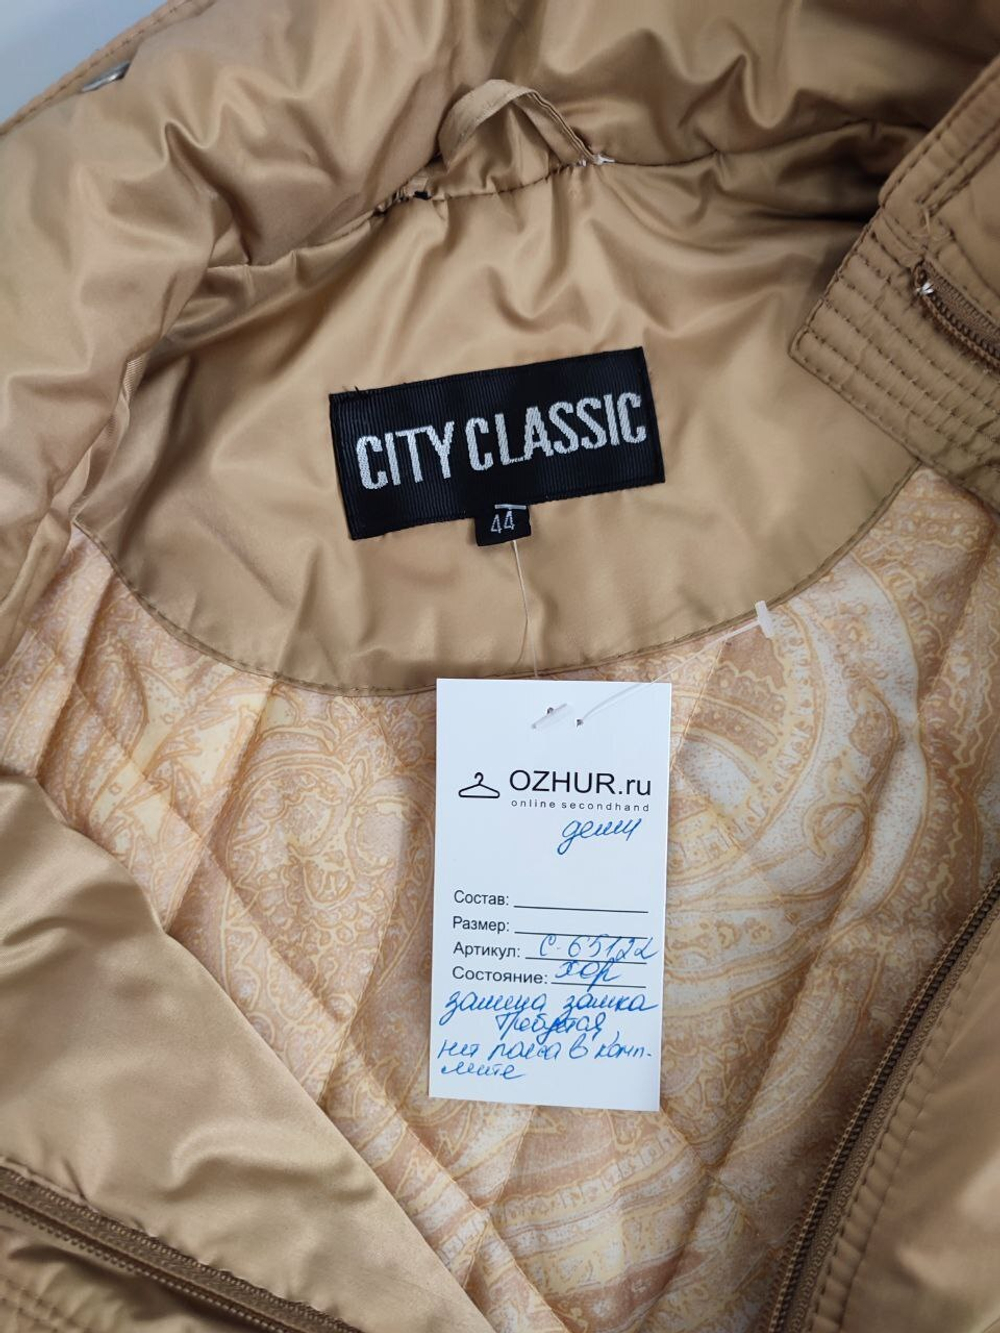 CITY CLASSIC
44
OZHUR.ru
online secondhand
деми
Состав:
Размер:
Артикул: С-65122
Состояние: хор
замена замка
требуется,
нет пояса в комп-
лекте